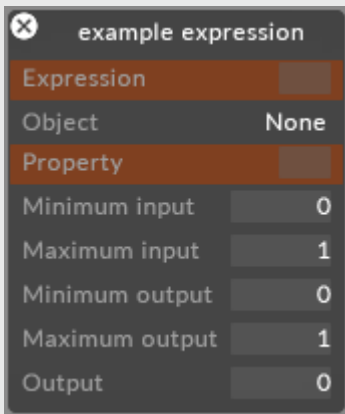 example expression
Expression
Object None
Property
Minimum input 0
Maximum input 1
Minimum output 0
Maximum output 1
Output 0